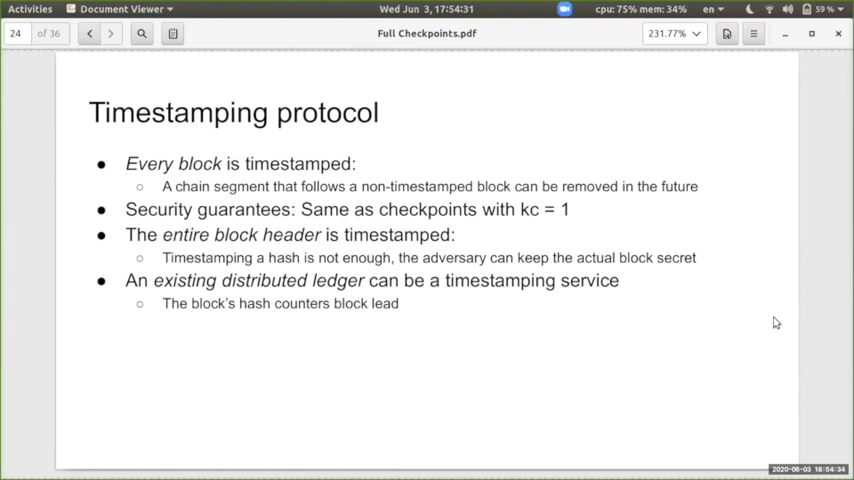 Activities Document Viewer Wed Jun 3, 17:54:31 cpu: 75% mem: 34% en 59 %
24 of 36 Full Checkpoints.pdf 231.77%
Timestamping protocol
● Every block is timestamped:
○ A chain segment that follows a non-timestamped block can be removed in the future
● Security guarantees: Same as checkpoints with kc = 1
● The entire block header is timestamped:
○ Timestamping a hash is not enough, the adversary can keep the actual block secret
● An existing distributed ledger can be a timestamping service
○ The block's hash counters block lead
2020-06-03 18:54:34